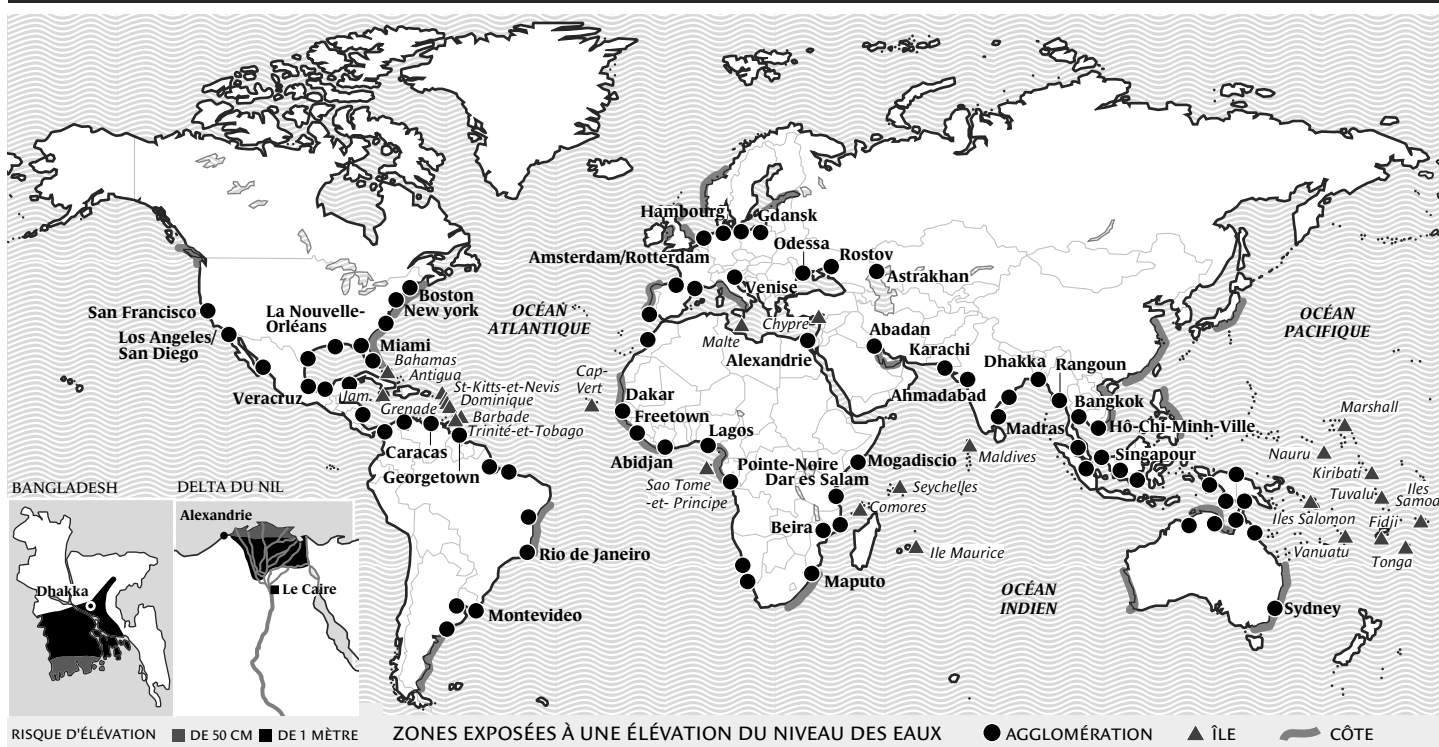 Hambourg
Gdansk
Odessa
Rostov
Astrakhan
Amsterdam/Rotterdam
Venise
Boston
New york
San Francisco
La Nouvelle-
Orléans
Los Angeles/
San Diego
Miami
OCÉAN
ATLANTIQUE
OCÉAN
PACIFIQUE
Malte
Chypre
Abadan
Alexandrie
Karachi
Dhakka
Rangoun
Bahamas
Antigua
Veracruz
Jam.
St-Kitts-et-Nevis
Dominique
Grenade
Barbade
Trinité-et-Tobago
Cap-
Vert
Dakar
Freetown
Lagos
Ahmadabad
Bangkok
Madras
Hô-Chi-Minh-Ville
Marshall
Caracas
Georgetown
Abidjan
Pointe-Noire
Dar es Salam
Mogadiscio
Maldives
Singapour
Nauru
Kiribati
Sao Tome
-et- Principe
Seychelles
Comores
Tuvalu
Iles
Samoa
Iles Salomon
Fidji
Beira
Ile Maurice
Vanuatu
Tonga
Rio de Janeiro
Maputo
OCÉAN
INDIEN
Montevideo
Sydney
BANGLADESH
Dhakka
DELTA DU NIL
Alexandrie
Le Caire
RISQUE D'ÉLÉVATION DE 50 CM DE 1 MÈTRE ZONES EXPOSÉES À UNE ÉLÉVATION DU NIVEAU DES EAUX AGGLOMÉRATION ÎLE CÔTE